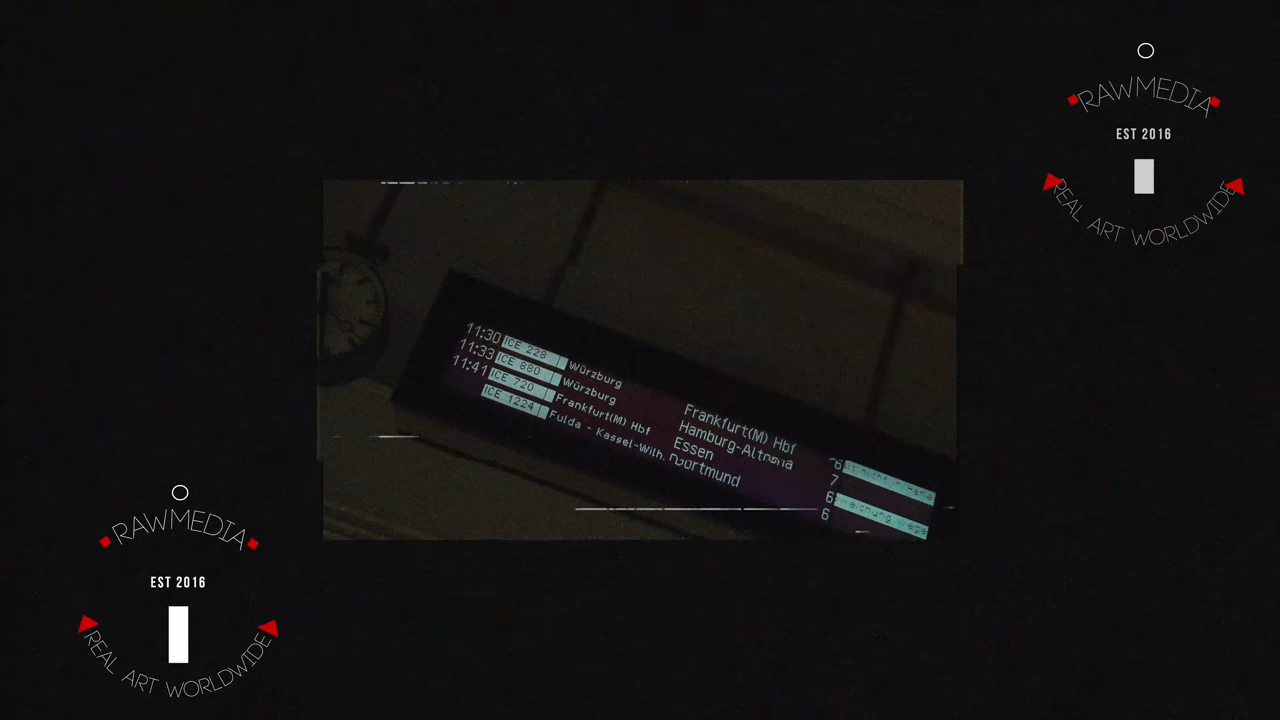 RAWMEDIA
EST 2016
REAL ART WORLDWIDE
11:30 ICE 228 Würzburg Frankfurt(M) Hbf
11:33 ICE 880 Würzburg Hamburg-Altona 7
11:41 ICE 720 Frankfurt(M) Hbf Essen 6
ICE 1224 Fulda - Kassel-Wilh. Dortmund 6
RAWMEDIA
EST 2016
REAL ART WORLDWIDE